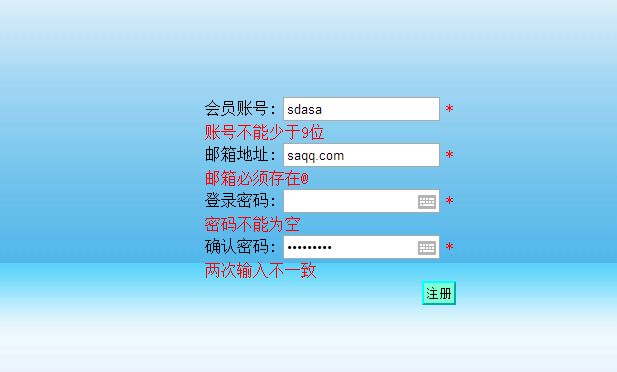 会员账号: sdasa *
账号不能少于9位
邮箱地址: saqq.com *
邮箱必须存在@
登录密码: *
密码不能为空
确认密码: ••••••••• *
两次输入不一致
注册